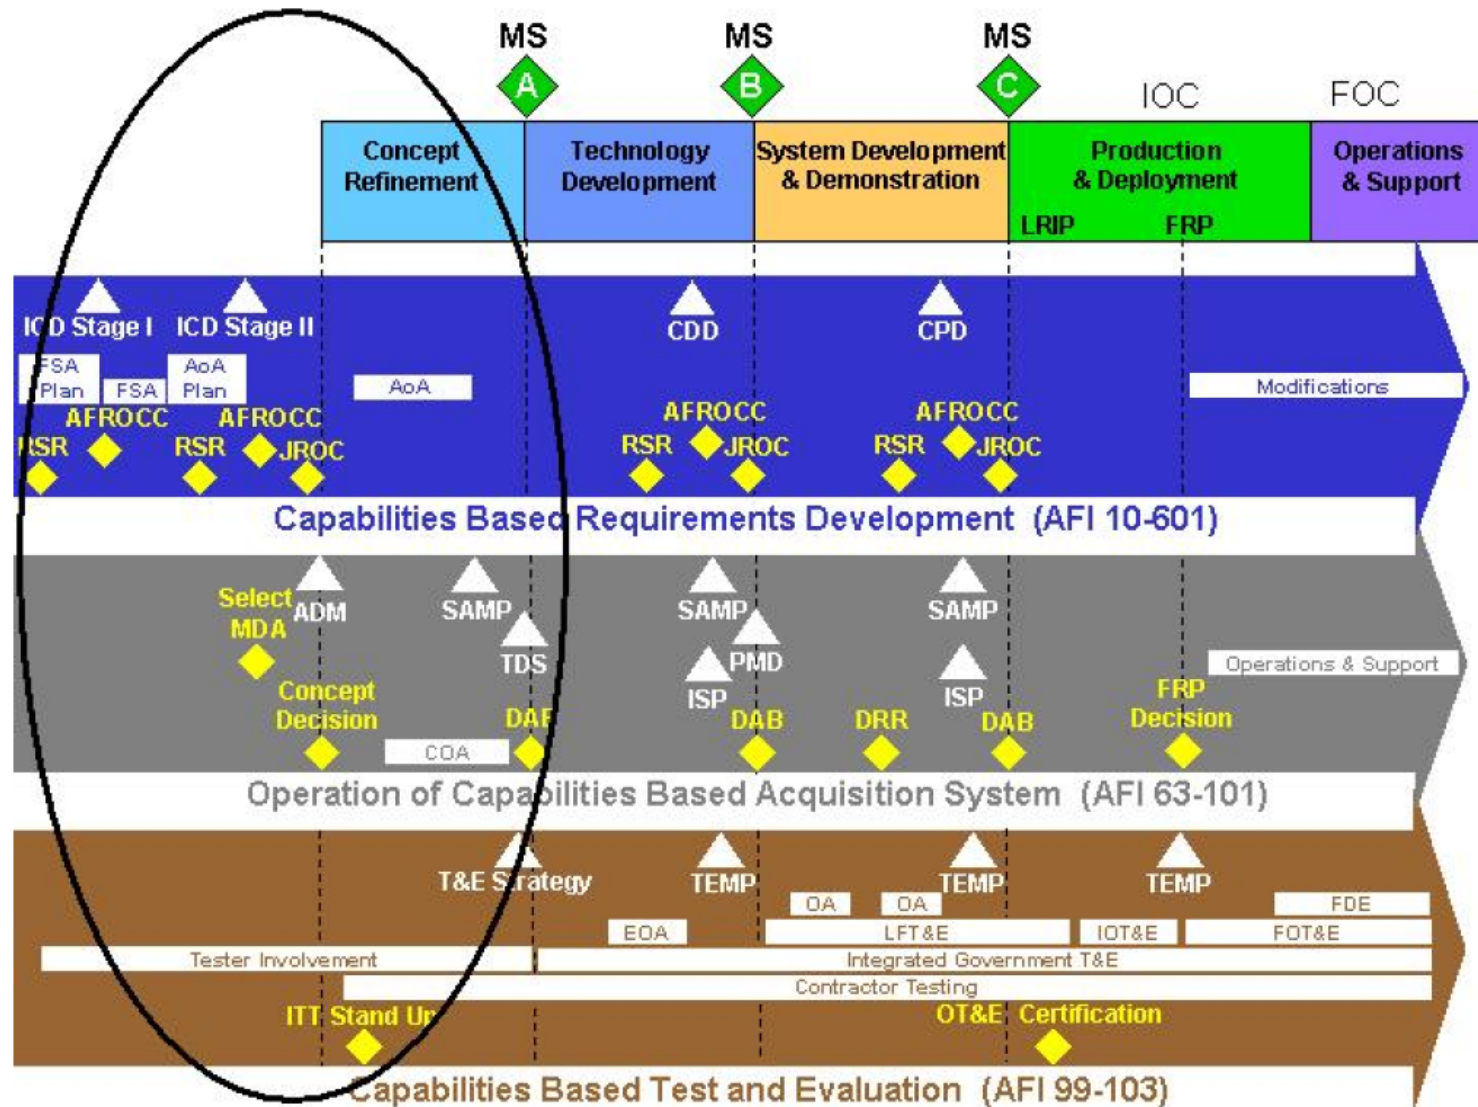 MS
MS
MS
A
B
C
IOC
FOC
Concept
Refinement
Technology
Development
System Development
& Demonstration
Production
& Deployment
Operations
& Support
LRIP
FRP
ICD Stage I
ICD Stage II
CDD
CPD
FSA
Plan
FSA
AoA
Plan
AoA
Modifications
AFROCC
AFROCC
AFROCC
AFROCC
RSR
RSR
JROC
RSR
JROC
RSR
JROC
Capabilities Based Requirements Development (AFI 10-601)
Select
MDA
ADM
SAMP
TDS
SAMP
PMD
ISP
SAMP
ISP
Operations & Support
Concept
Decision
COA
DAB
DAB
DRR
DAB
FRP
Decision
Operation of Capabilities Based Acquisition System (AFI 63-101)
T&E Strategy
TEMP
TEMP
TEMP
OA
OA
FDE
EOA
LFT&E
IOT&E
FOT&E
Tester Involvement
Integrated Government T&E
Contractor Testing
ITT Stand Up
OT&E Certification
Capabilities Based Test and Evaluation (AFI 99-103)